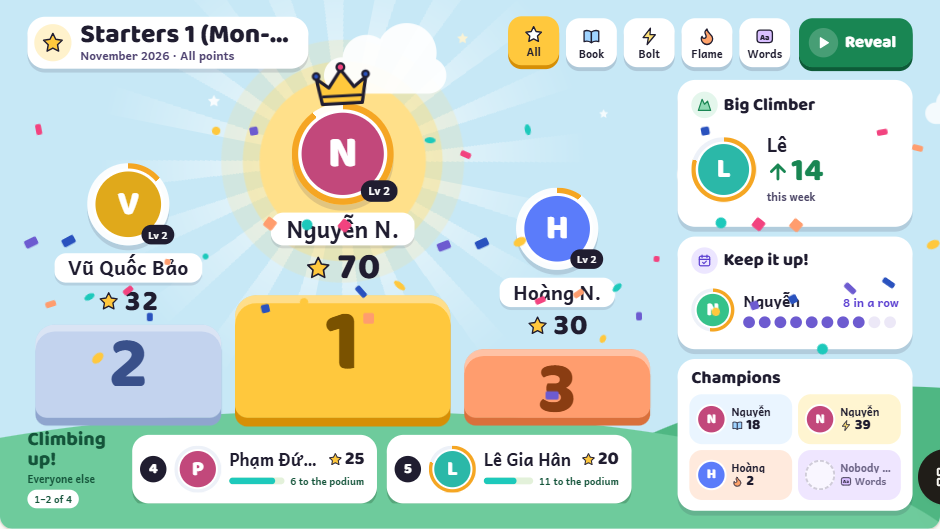 Starters 1 (Mon-...
November 2026 · All points
All
Book
Bolt
Flame
Aa
Words
Reveal
N
Lv 2
Nguyễn N.
70
V
Lv 2
Vũ Quốc Bảo
32
H
Lv 2
Hoàng N.
30
1
2
3
Big Climber
L
Lê
14
this week
Keep it up!
N
Nguyễn
8 in a row
Champions
N
Nguyễn
18
N
Nguyễn
39
H
Hoàng
2
Nobody ...
Aa Words
Climbing
up!
Everyone else
1–2 of 4
4
P
Phạm Đứ...
25
6 to the podium
5
L
Lê Gia Hân
20
11 to the podium